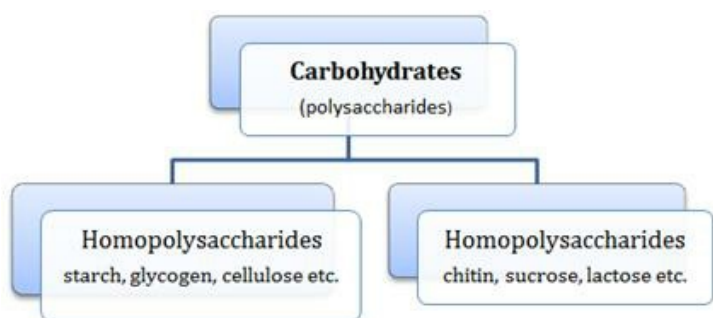 Carbohydrates
(polysaccharides)
Homopolysaccharides
starch, glycogen, cellulose etc.
Homopolysaccharides
chitin, sucrose, lactose etc.